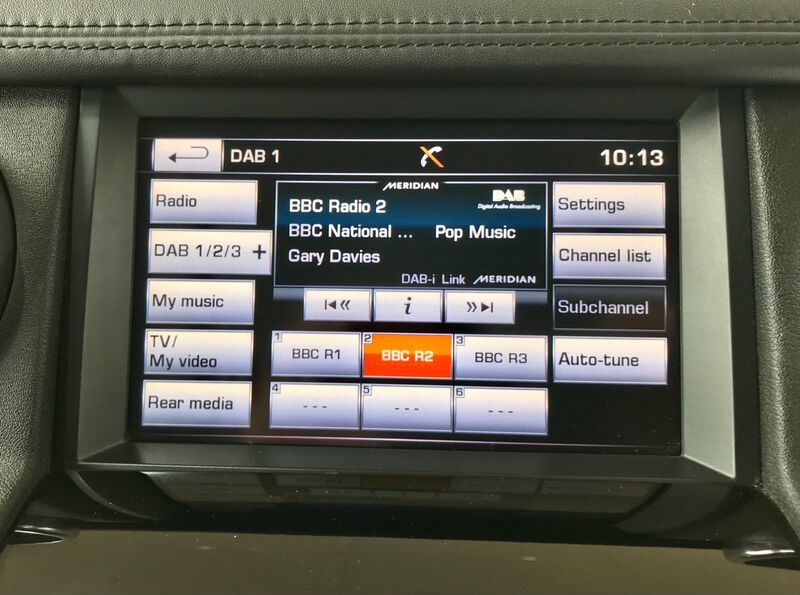 DAB 1
10:13
Radio
DAB 1/2/3 +
My music
TV/
My video
Rear media
MERIDIAN
DAB
Digital Audio Broadcasting
BBC Radio 2
BBC National ... Pop Music
Gary Davies
DAB-i Link MERIDIAN
i
1 BBC R1
2 BBC R2
3 BBC R3
4 ---
5 ---
6 ---
Settings
Channel list
Subchannel
Auto-tune